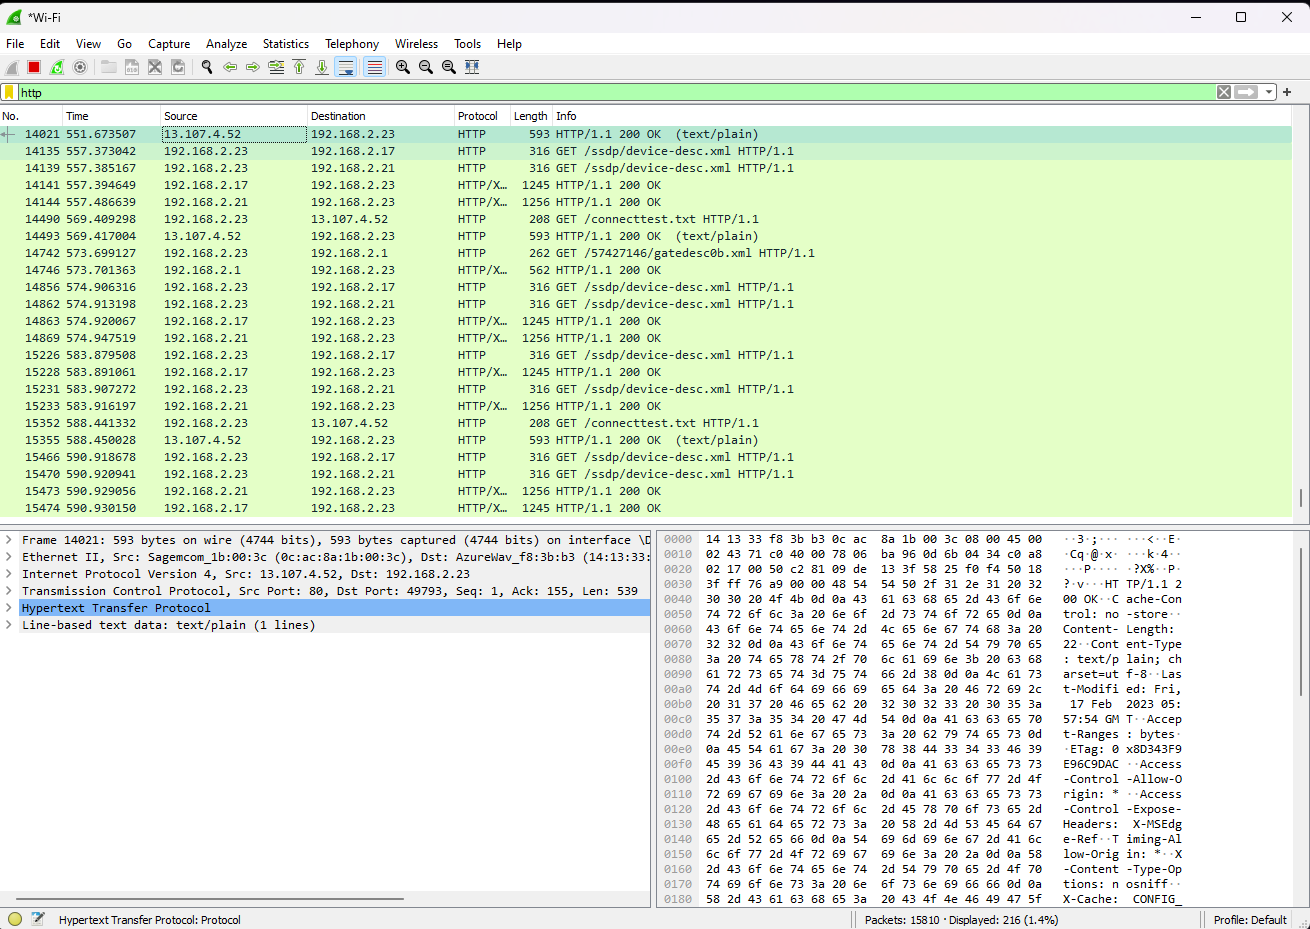 *Wi-Fi
File Edit View Go Capture Analyze Statistics Telephony Wireless Tools Help
http
No. Time Source Destination Protocol Length Info
14021 551.673507 13.107.4.52 192.168.2.23 HTTP 593 HTTP/1.1 200 OK (text/plain)
14135 557.373042 192.168.2.23 192.168.2.17 HTTP 316 GET /ssdp/device-desc.xml HTTP/1.1
14139 557.385167 192.168.2.23 192.168.2.21 HTTP 316 GET /ssdp/device-desc.xml HTTP/1.1
14141 557.394649 192.168.2.17 192.168.2.23 HTTP/X… 1245 HTTP/1.1 200 OK
14144 557.486639 192.168.2.21 192.168.2.23 HTTP/X… 1256 HTTP/1.1 200 OK
14490 569.409298 192.168.2.23 13.107.4.52 HTTP 208 GET /connecttest.txt HTTP/1.1
14493 569.417004 13.107.4.52 192.168.2.23 HTTP 593 HTTP/1.1 200 OK (text/plain)
14742 573.699127 192.168.2.23 192.168.2.1 HTTP 262 GET /57427146/gatedesc0b.xml HTTP/1.1
14746 573.701363 192.168.2.1 192.168.2.23 HTTP/X… 562 HTTP/1.1 200 OK
14856 574.906316 192.168.2.23 192.168.2.17 HTTP 316 GET /ssdp/device-desc.xml HTTP/1.1
14862 574.913198 192.168.2.23 192.168.2.21 HTTP 316 GET /ssdp/device-desc.xml HTTP/1.1
14863 574.920067 192.168.2.17 192.168.2.23 HTTP/X… 1245 HTTP/1.1 200 OK
14869 574.947519 192.168.2.21 192.168.2.23 HTTP/X… 1256 HTTP/1.1 200 OK
15226 583.879508 192.168.2.23 192.168.2.17 HTTP 316 GET /ssdp/device-desc.xml HTTP/1.1
15228 583.891061 192.168.2.17 192.168.2.23 HTTP/X… 1245 HTTP/1.1 200 OK
15231 583.907272 192.168.2.23 192.168.2.21 HTTP 316 GET /ssdp/device-desc.xml HTTP/1.1
15233 583.916197 192.168.2.21 192.168.2.23 HTTP/X… 1256 HTTP/1.1 200 OK
15352 588.441332 192.168.2.23 13.107.4.52 HTTP 208 GET /connecttest.txt HTTP/1.1
15355 588.450028 13.107.4.52 192.168.2.23 HTTP 593 HTTP/1.1 200 OK (text/plain)
15466 590.918678 192.168.2.23 192.168.2.17 HTTP 316 GET /ssdp/device-desc.xml HTTP/1.1
15470 590.920941 192.168.2.23 192.168.2.21 HTTP 316 GET /ssdp/device-desc.xml HTTP/1.1
15473 590.929056 192.168.2.21 192.168.2.23 HTTP/X… 1256 HTTP/1.1 200 OK
15474 590.930150 192.168.2.17 192.168.2.23 HTTP/X… 1245 HTTP/1.1 200 OK
Frame 14021: 593 bytes on wire (4744 bits), 593 bytes captured (4744 bits) on interface \D
Ethernet II, Src: Sagemcom_1b:00:3c (0c:ac:8a:1b:00:3c), Dst: AzureWav_f8:3b:b3 (14:13:33:
Internet Protocol Version 4, Src: 13.107.4.52, Dst: 192.168.2.23
Transmission Control Protocol, Src Port: 80, Dst Port: 49793, Seq: 1, Ack: 155, Len: 539
Hypertext Transfer Protocol
Line-based text data: text/plain (1 lines)
0000 14 13 33 f8 3b b3 0c ac 8a 1b 00 3c 08 00 45 00 ··3·;··· ···<··E·
0010 02 43 71 c0 40 00 78 06 ba 96 0d 6b 04 34 c0 a8 ·Cq·@·x· ···k·4··
0020 02 17 00 50 c2 81 09 de 13 3f 58 25 f0 f4 50 18 ···P···· ·?X%··P·
0030 3f ff 76 a9 00 00 48 54 54 50 2f 31 2e 31 20 32 ?·v···HT TP/1.1 2
0040 30 30 20 4f 4b 0d 0a 43 61 63 68 65 2d 43 6f 6e 00 OK··C ache-Con
0050 74 72 6f 6c 3a 20 6e 6f 2d 73 74 6f 72 65 0d 0a trol: no -store··
0060 43 6f 6e 74 65 6e 74 2d 4c 65 6e 67 74 68 3a 20 Content- Length:
0070 32 32 0d 0a 43 6f 6e 74 65 6e 74 2d 54 79 70 65 22··Cont ent-Type
0080 3a 20 74 65 78 74 2f 70 6c 61 69 6e 3b 20 63 68 : text/p lain; ch
0090 61 72 73 65 74 3d 75 74 66 2d 38 0d 0a 4c 61 73 arset=ut f-8··Las
00a0 74 2d 4d 6f 64 69 66 69 65 64 3a 20 46 72 69 2c t-Modifi ed: Fri,
00b0 20 31 37 20 46 65 62 20 32 30 32 33 20 30 35 3a 17 Feb 2023 05:
00c0 35 37 3a 35 34 20 47 4d 54 0d 0a 41 63 63 65 70 57:54 GM T··Accep
00d0 74 2d 52 61 6e 67 65 73 3a 20 62 79 74 65 73 0d t-Ranges : bytes·
00e0 0a 45 54 61 67 3a 20 30 78 38 44 33 34 33 46 39 ·ETag: 0 x8D343F9
00f0 45 39 36 43 39 44 41 43 0d 0a 41 63 63 65 73 73 E96C9DAC ··Access
0100 2d 43 6f 6e 74 72 6f 6c 2d 41 6c 6c 6f 77 2d 4f -Control -Allow-O
0110 72 69 67 69 6e 3a 20 2a 0d 0a 41 63 63 65 73 73 rigin: * ··Access
0120 2d 43 6f 6e 74 72 6f 6c 2d 45 78 70 6f 73 65 2d -Control -Expose-
0130 48 65 61 64 65 72 73 3a 20 58 2d 4d 53 45 64 67 Headers: X-MSEdg
0140 65 2d 52 65 66 0d 0a 54 69 6d 69 6e 67 2d 41 6c e-Ref··T iming-Al
0150 6c 6f 77 2d 4f 72 69 67 69 6e 3a 20 2a 0d 0a 58 low-Orig in: *··X
0160 2d 43 6f 6e 74 65 6e 74 2d 54 79 70 65 2d 4f 70 -Content -Type-Op
0170 74 69 6f 6e 73 3a 20 6e 6f 73 6e 69 66 66 0d 0a tions: n osniff··
0180 58 2d 43 61 63 68 65 3a 20 43 4f 4e 46 49 47 5f X-Cache: CONFIG_
Hypertext Transfer Protocol: Protocol
Packets: 15810 · Displayed: 216 (1.4%)
Profile: Default